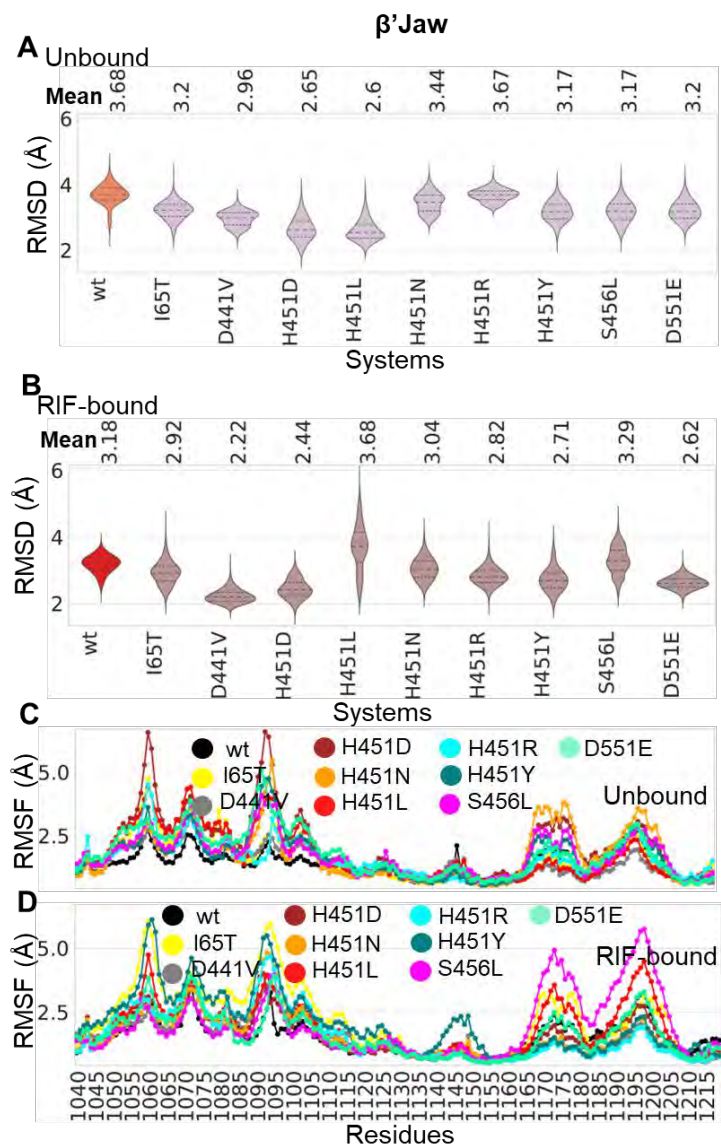 β'Jaw
A
Unbound
Mean 3.68 3.2 2.96 2.65 2.6 3.44 3.67 3.17 3.17 3.2
RMSD (Å)
6
4
2
wt I65T D441V H451D H451L H451N H451R H451Y S456L D551E
Systems
B
RIF-bound
Mean 3.18 2.92 2.22 2.44 3.68 3.04 2.82 2.71 3.29 2.62
RMSD (Å)
6
4
2
wt I65T D441V H451D H451L H451N H451R H451Y S456L D551E
Systems
C
RMSF (Å)
5.0
2.5
wt H451D H451R D551E
I65T H451N H451Y
D441V H451L S456L
Unbound
D
RMSF (Å)
5.0
2.5
wt H451D H451R D551E
I65T H451N H451Y
D441V H451L S456L
RIF-bound
1040 1045 1050 1055 1060 1065 1070 1075 1080 1085 1090 1095 1100 1105 1110 1115 1120 1125 1130 1135 1140 1145 1150 1155 1160 1165 1170 1175 1180 1185 1190 1195 1200 1205 1210 1215
Residues